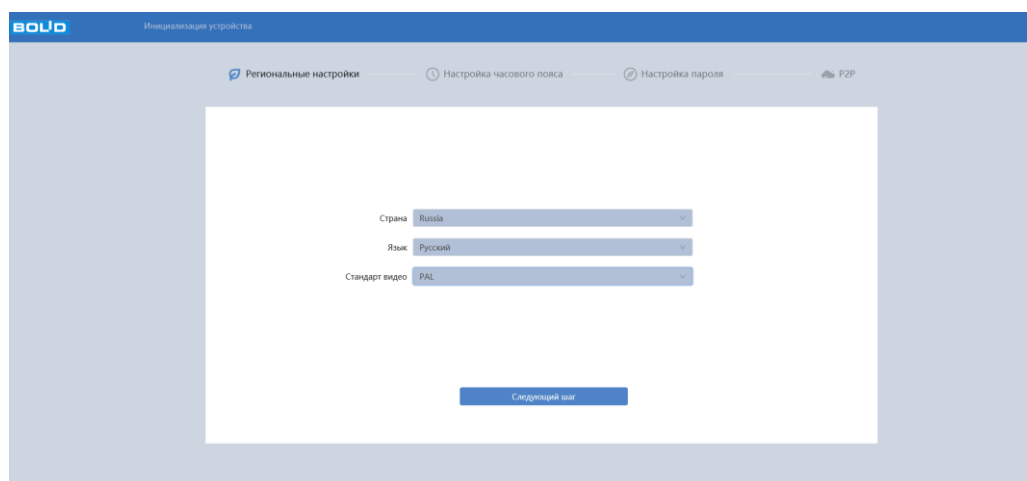 BOLID Инициализация устройства
Региональные настройки Настройка часового пояса Настройка пароля P2P
Страна Russia
Язык Русский
Стандарт видео PAL
Следующий шаг